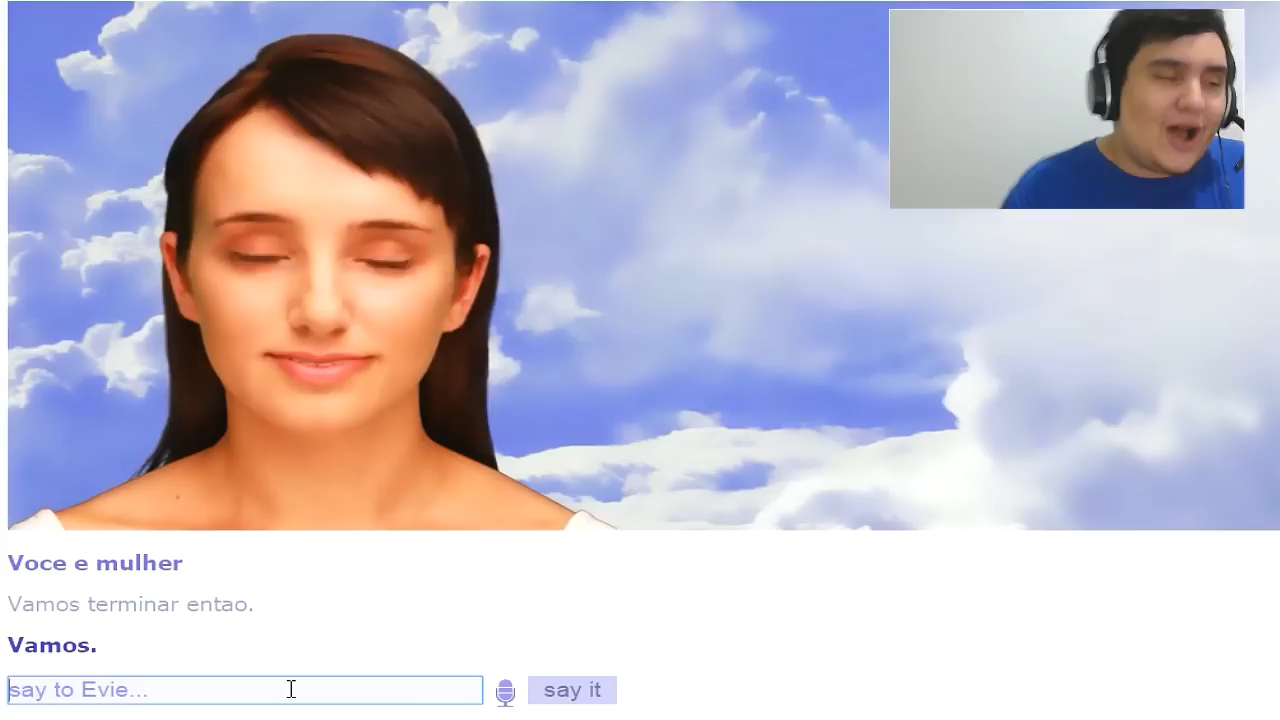 Voce e mulher
Vamos terminar entao.
Vamos.
say to Evie...
say it